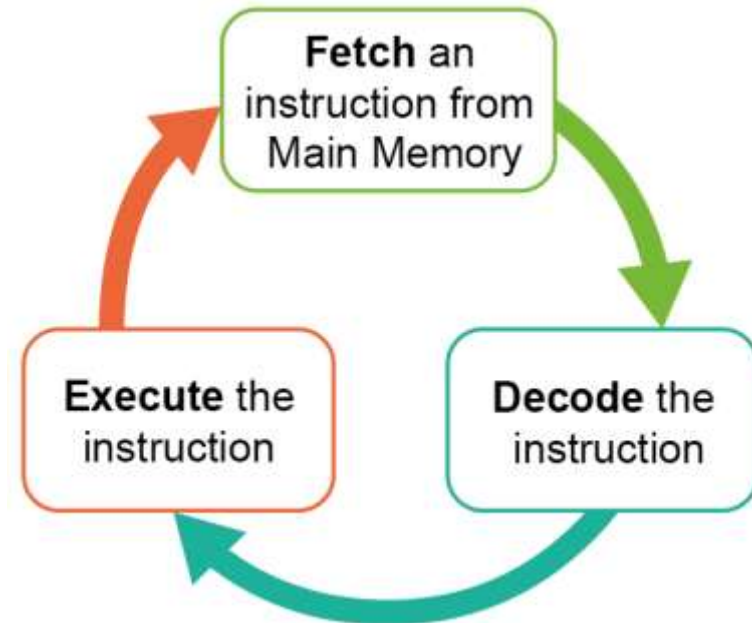 Fetch an
instruction from
Main Memory
Execute the
instruction
Decode the
instruction